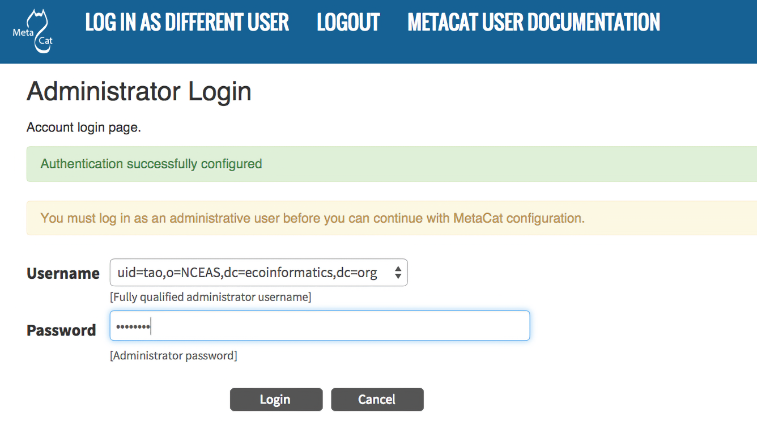 Meta Cat
LOG IN AS DIFFERENT USER LOGOUT METACAT USER DOCUMENTATION
Administrator Login
Account login page.
Authentication successfully configured
You must log in as an administrative user before you can continue with MetaCat configuration.
Username uid=tao,o=NCEAS,dc=ecoinformatics,dc=org
[Fully qualified administrator username]
Password ••••••••
[Administrator password]
Login Cancel